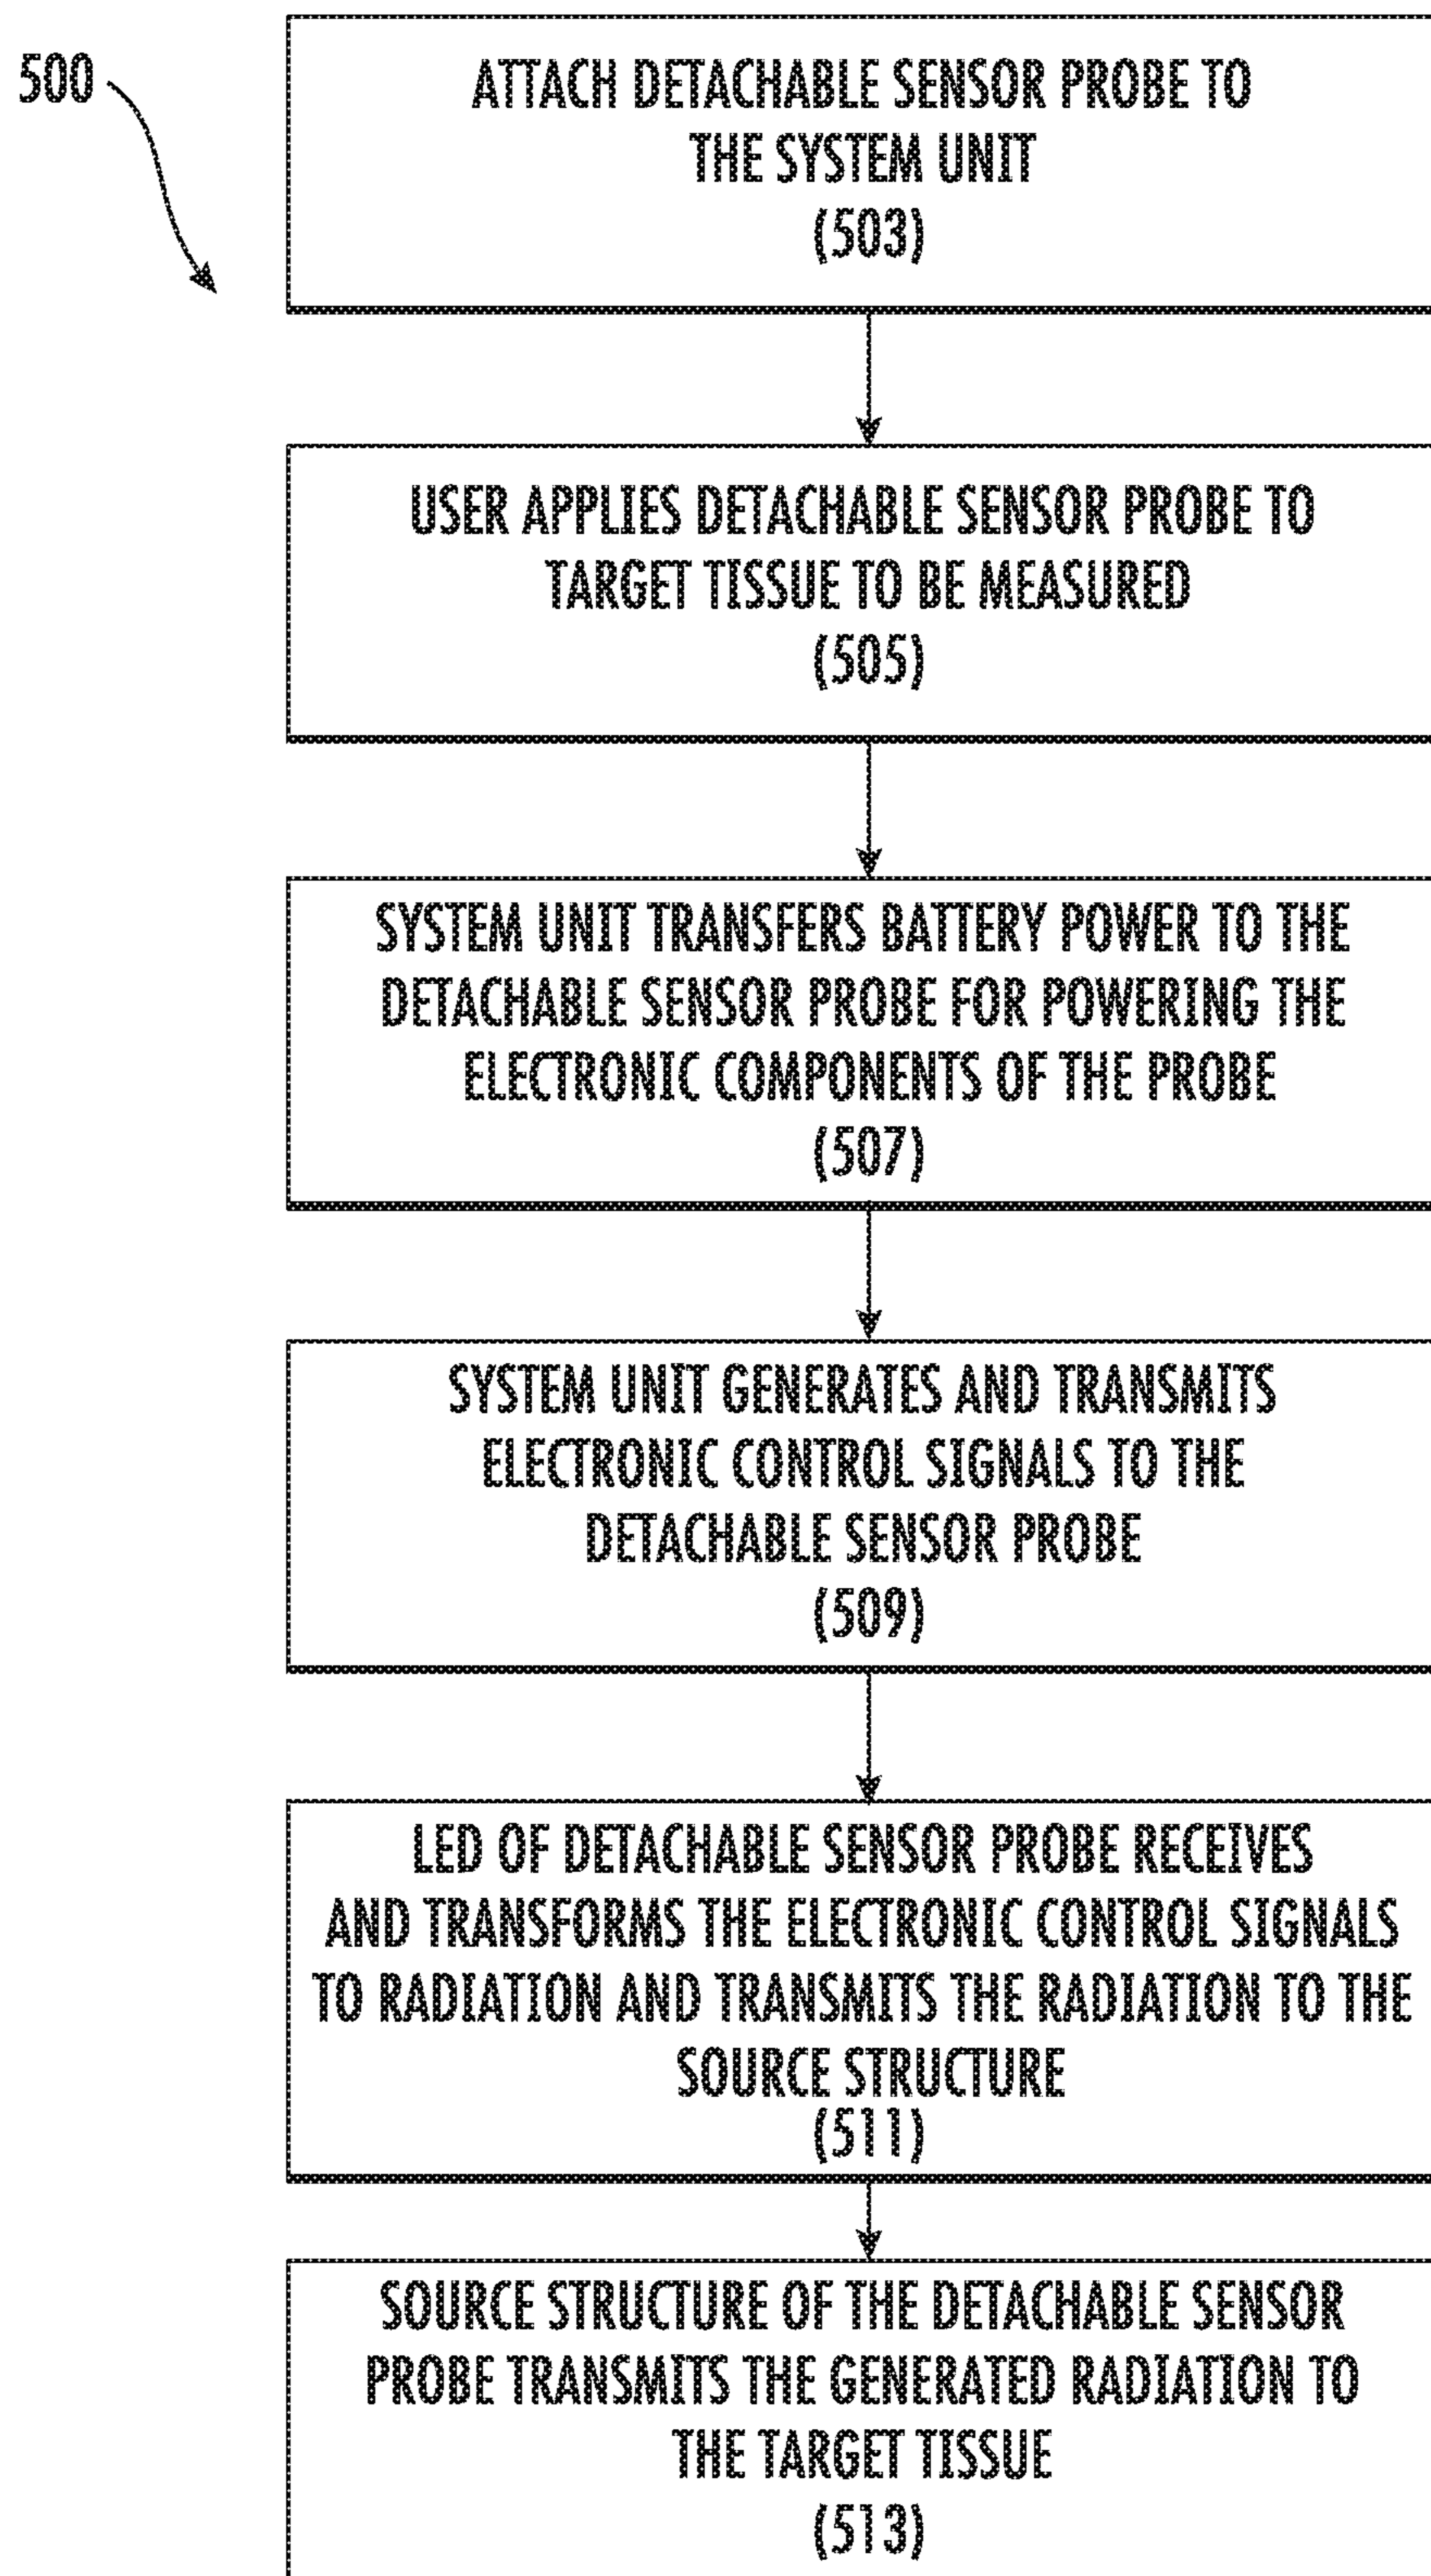 500
ATTACH DETACHABLE SENSOR PROBE TO
THE SYSTEM UNIT
(503)
USER APPLIES DETACHABLE SENSOR PROBE TO
TARGET TISSUE TO BE MEASURED
(505)
SYSTEM UNIT TRANSFERS BATTERY POWER TO THE
DETACHABLE SENSOR PROBE FOR POWERING THE
ELECTRONIC COMPONENTS OF THE PROBE
(507)
SYSTEM UNIT GENERATES AND TRANSMITS
ELECTRONIC CONTROL SIGNALS TO THE
DETACHABLE SENSOR PROBE
(509)
LED OF DETACHABLE SENSOR PROBE RECEIVES
AND TRANSFORMS THE ELECTRONIC CONTROL SIGNALS
TO RADIATION AND TRANSMITS THE RADIATION TO THE
SOURCE STRUCTURE
(511)
SOURCE STRUCTURE OF THE DETACHABLE SENSOR
PROBE TRANSMITS THE GENERATED RADIATION TO
THE TARGET TISSUE
(513)